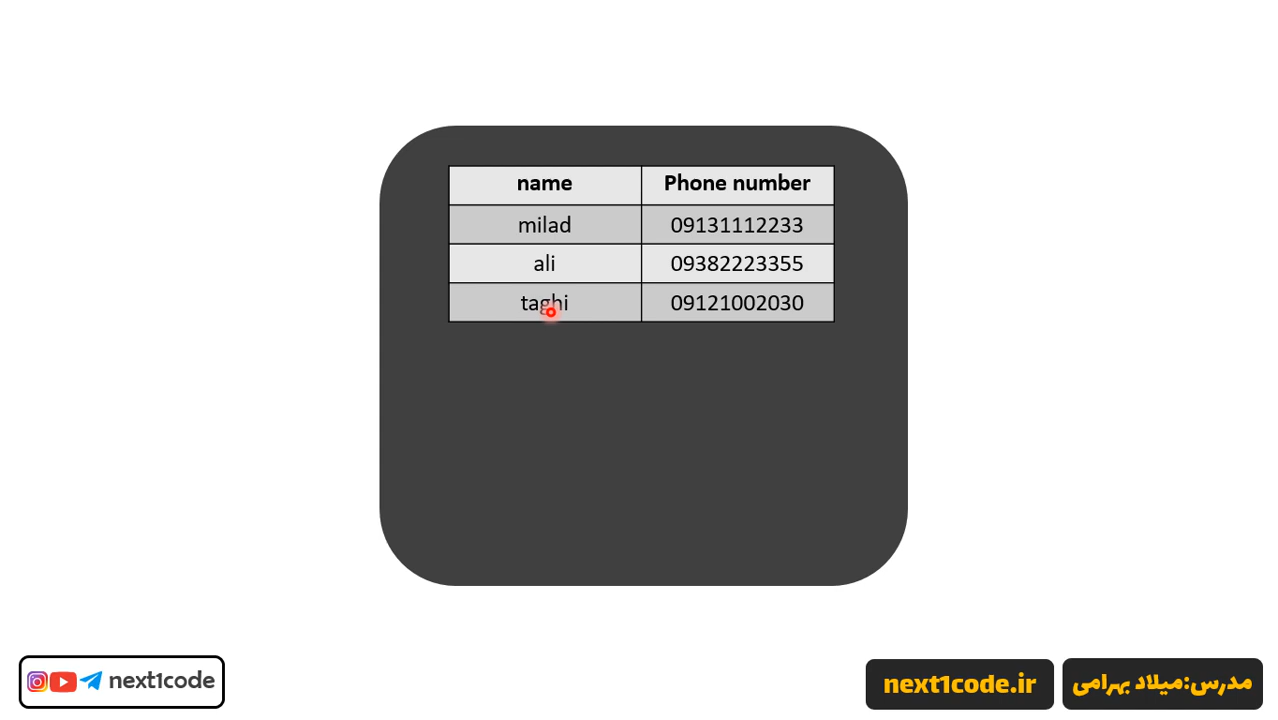 name Phone number
milad 09131112233
ali 09382223355
taghi 09121002030
next1code
next1code.ir
مدرس:میلاد بهرامی